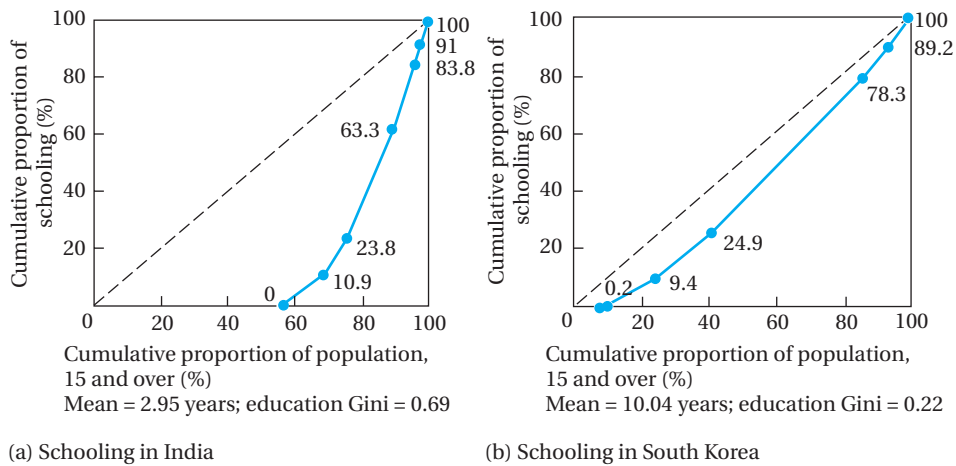 Cumulative proportion of
schooling (%)
100
80
60
40
20
0
20
40
60
80
100
0
10.9
23.8
63.3
83.8
91
100
Cumulative proportion of population,
15 and over (%)
Mean = 2.95 years; education Gini = 0.69
(a) Schooling in India
Cumulative proportion of
schooling (%)
100
80
60
40
20
0
20
40
60
80
100
0.2
9.4
24.9
78.3
89.2
100
Cumulative proportion of population,
15 and over (%)
Mean = 10.04 years; education Gini = 0.22
(b) Schooling in South Korea